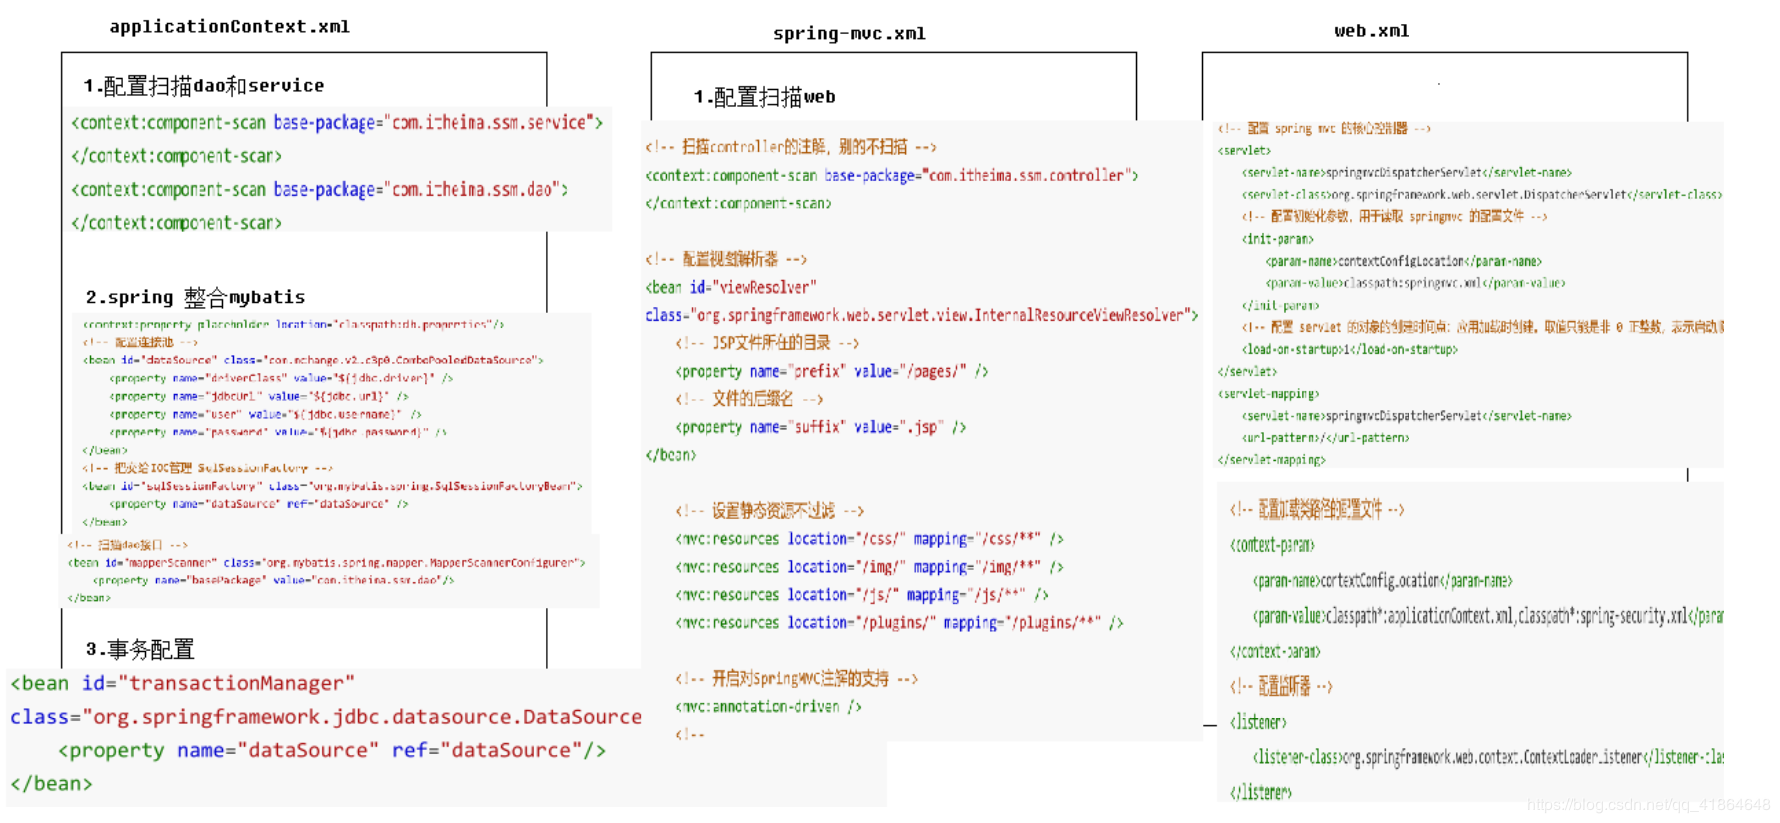 applicationContext.xml
1.配置扫描dao和service
<context:component-scan base-package="com.itheima.ssm.service">
</context:component-scan>
<context:component-scan base-package="com.itheima.ssm.dao">
</context:component-scan>
2.spring 整合mybatis
<context:property placeholder location="classpath:db.properties"/>
<!-- 配置连接池 -->
<bean id="dataSource" class="com.mchange.v2.c3p0.ComboPooledDataSource">
<property name="driverClass" value="${jdbc.driver}" />
<property name="jdbcUrl" value="${jdbc.url}" />
<property name="user" value="${jdbc.username}" />
<property name="password" value="${jdbc.password}" />
</bean>
<!-- 把交给IOC管理 SqlSessionFactory -->
<bean id="sqlSessionFactory" class="org.mybatis.spring.SqlSessionFactoryBean">
<property name="dataSource" ref="dataSource" />
</bean>
<!-- 扫描dao接口 -->
<bean id="mapperScanner" class="org.mybatis.spring.mapper.MapperScannerConfigurer">
<property name="basePackage" value="com.itheima.ssm.dao"/>
</bean>
3.事务配置
<bean id="transactionManager"
class="org.springframework.jdbc.datasource.DataSource
<property name="dataSource" ref="dataSource"/>
</bean>
spring-mvc.xml
1.配置扫描web
<!-- 扫描controller的注解，别的不扫描 -->
<context:component-scan base-package="com.itheima.ssm.controller">
</context:component-scan>
<!-- 配置视图解析器 -->
<bean id="viewResolver"
class="org.springframework.web.servlet.view.InternalResourceViewResolver">
<!-- JSP文件所在的目录 -->
<property name="prefix" value="/pages/" />
<!-- 文件的后缀名 -->
<property name="suffix" value=".jsp" />
</bean>
<!-- 设置静态资源不过滤 -->
<mvc:resources location="/css/" mapping="/css/**" />
<mvc:resources location="/img/" mapping="/img/**" />
<mvc:resources location="/js/" mapping="/js/**" />
<mvc:resources location="/plugins/" mapping="/plugins/**" />
<!-- 开启对SpringMVC注解的支持 -->
<mvc:annotation-driven />
<!--
web.xml
<!-- 配置 spring mvc 的核心控制器 -->
<servlet>
<servlet-name>springmvcDispatcherServlet</servlet-name>
<servlet-class>org.springframework.web.servlet.DispatcherServlet</servlet-class>
<!-- 配置初始化参数，用于读取 springmvc 的配置文件 -->
<init-param>
<param-name>contextConfigLocation</param-name>
<param-value>classpath:springmvc.xml</param-value>
</init-param>
<!-- 配置 servlet 的对象的创建时间点：应用加载时创建。取值只能是非 0 正整数，表示启动
<load-on-startup>1</load-on-startup>
</servlet>
<servlet-mapping>
<servlet-name>springmvcDispatcherServlet</servlet-name>
<url-pattern>/</url-pattern>
</servlet-mapping>
<!-- 配置加载类路径的配置文件 -->
<context-param>
<param-name>contextConfigLocation</param-name>
<param-value>classpath*:applicationContext.xml,classpath*:spring-security.xml</param
</context-param>
<!-- 配置监听器 -->
<listener>
<listener-class>org.springframework.web.context.ContextLoaderListener</listener-cla
</listener>
https://blog.csdn.net/qq_41864648